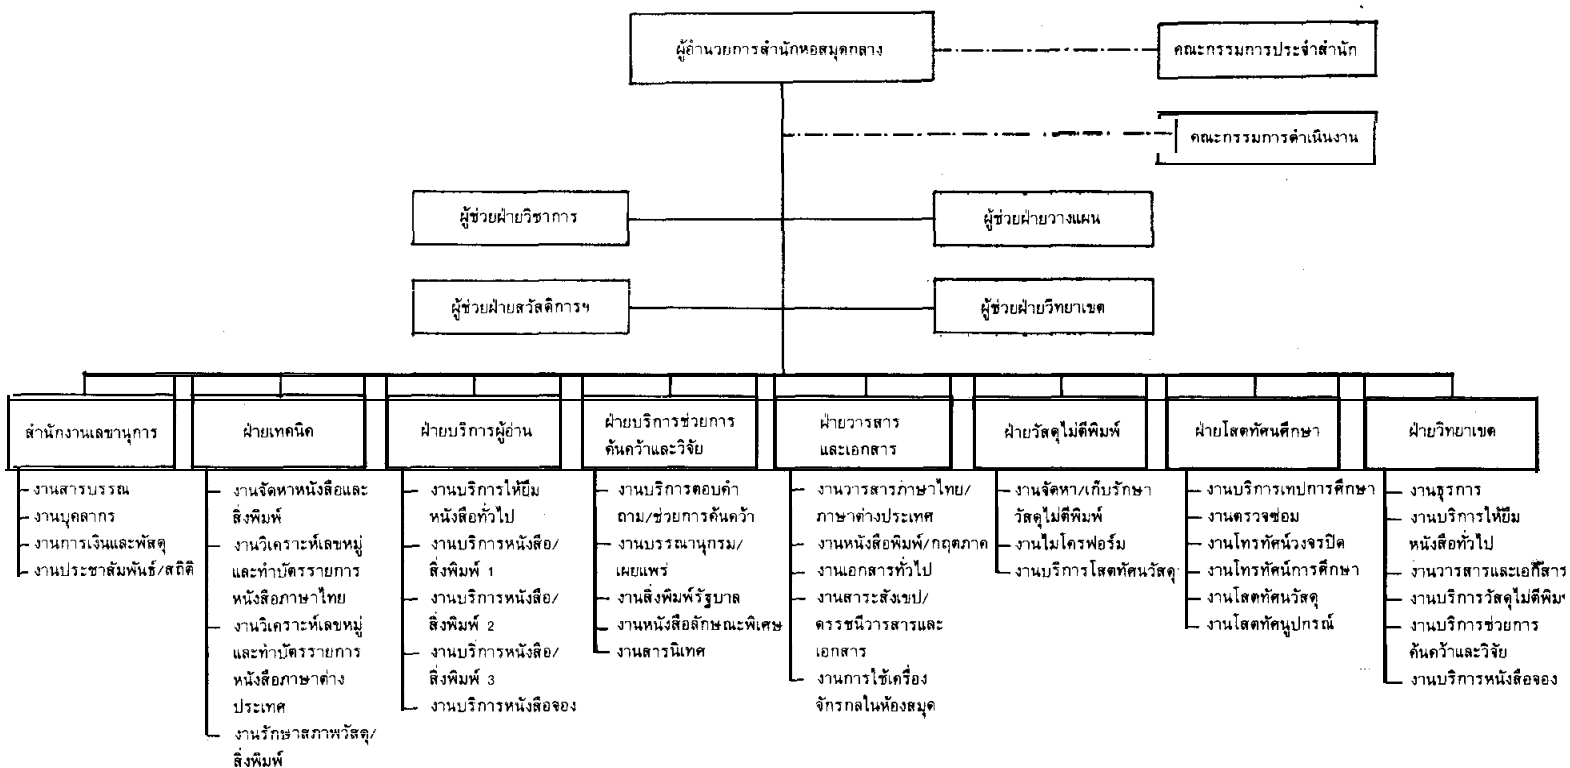 ผู้อำนวยการสำนักหอสมุดกลาง
คณะกรรมการประจำสำนัก
คณะกรรมการดำเนินงาน
ผู้ช่วยฝ่ายวิชาการ
ผู้ช่วยฝ่ายวางแผน
ผู้ช่วยฝ่ายสวัสดิการฯ
ผู้ช่วยฝ่ายวิทยาเขต
สำนักงานเลขานุการ
- งานสารบรรณ
- งานบุคลากร
- งานการเงินและพัสดุ
- งานประชาสัมพันธ์/สถิติ
ฝ่ายเทคนิค
งานจัดหาหนังสือและ
สิ่งพิมพ์
งานวิเคราะห์เลขหมู่
และทำบัตรรายการ
หนังสือภาษาไทย
งานวิเคราะห์เลขหมู่
และทำบัตรรายการ
หนังสือภาษาต่าง
ประเทศ
งานรักษาสภาพวัสดุ/
สิ่งพิมพ์
ฝ่ายบริการผู้อ่าน
งานบริการให้ยืม
หนังสือทั่วไป
งานบริการหนังสือ/
สิ่งพิมพ์ 1
งานบริการหนังสือ/
สิ่งพิมพ์ 2
งานบริการหนังสือ/
สิ่งพิมพ์ 3
งานบริการหนังสือจอง
ฝ่ายบริการช่วยการ
ค้นคว้าและวิจัย
งานบริการตอบคำ
ถาม/ช่วยการค้นคว้า
งานบรรณานุกรม/
เผยแพร่
งานสิ่งพิมพ์รัฐบาล
งานหนังสือลักษณะพิเศษ
งานสารนิเทศ
ฝ่ายวารสาร
และเอกสาร
งานวารสารภาษาไทย/
ภาษาต่างประเทศ
งานหนังสือพิมพ์/กฤตภาค
งานเอกสารทั่วไป
งานสาระสังเขป/
ดรรชนีวารสารและ
เอกสาร
งานการใช้เครื่อง
จักรกลในห้องสมุด
ฝ่ายวัสดุไม่ตีพิมพ์
งานจัดหา/เก็บรักษา
วัสดุไม่ตีพิมพ์
งานไมโครฟอร์ม
งานบริการโสตทัศนวัสดุ
ฝ่ายโสตทัศนศึกษา
งานบริการเทปการศึกษา
งานตรวจซ่อม
งานโทรทัศน์วงจรปิด
งานโทรทัศน์การศึกษา
งานโสตทัศนวัสดุ
งานโสตทัศนูปกรณ์
ฝ่ายวิทยาเขต
งานธุรการ
งานบริการให้ยืม
หนังสือทั่วไป
งานวารสารและเอกสาร
งานบริการวัสดุไม่ตีพิมพ์
งานบริการช่วยการ
ค้นคว้าและวิจัย
งานบริการหนังสือจอง